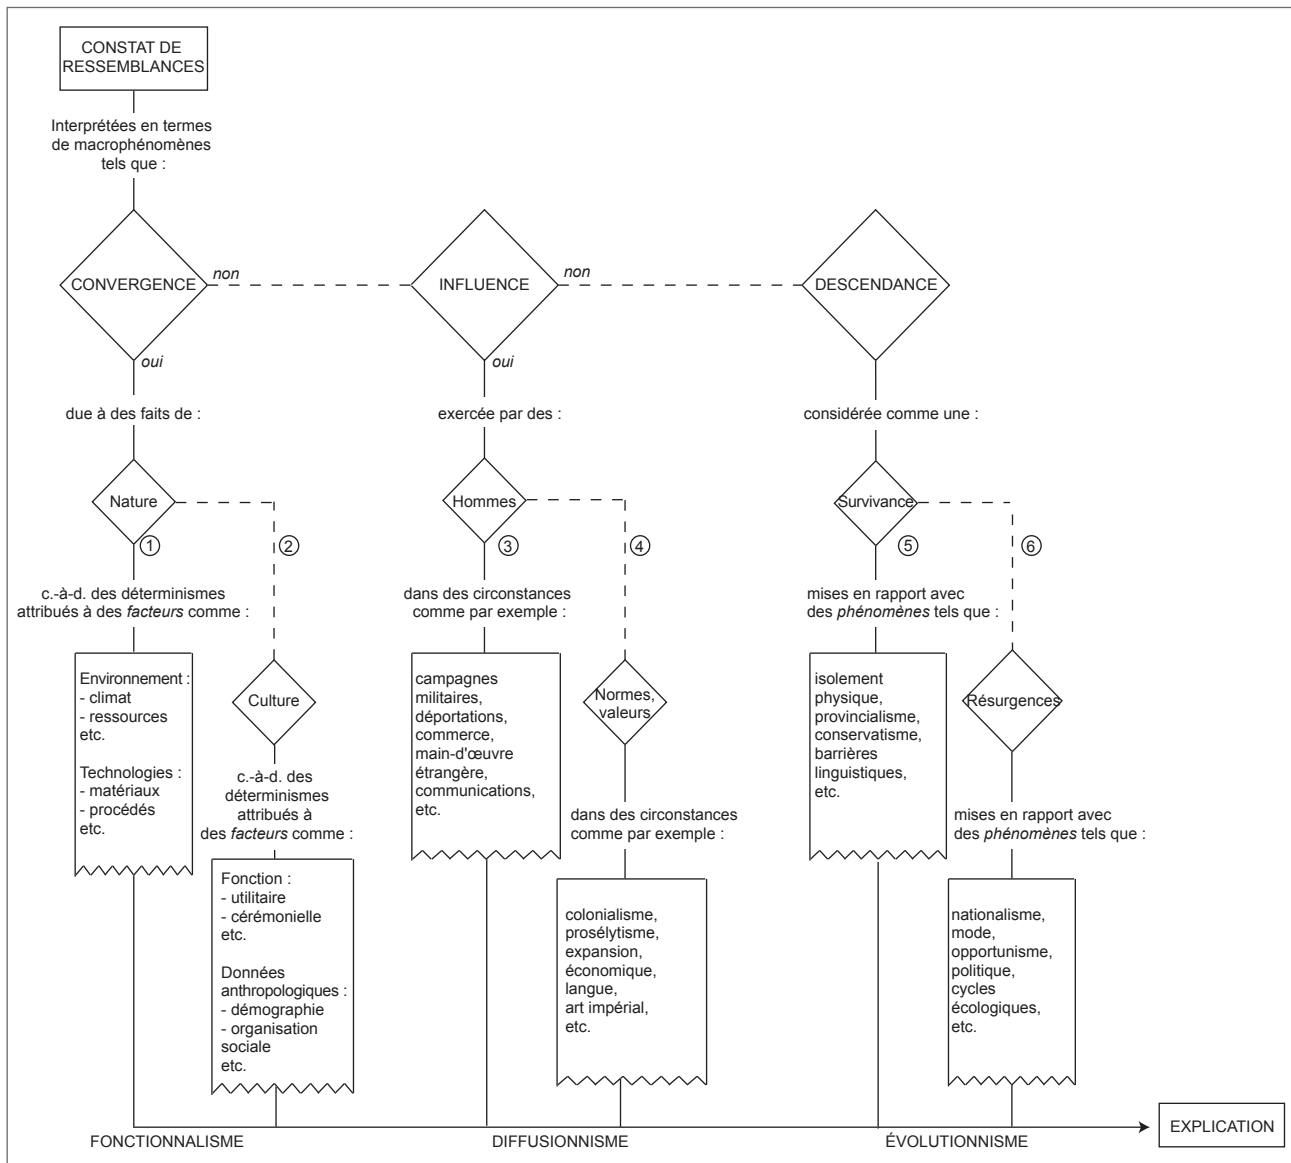 CONSTAT DE
RESSEMBLANCES
Interprétées en termes
de macrophénomènes
tels que :
CONVERGENCE
non
INFLUENCE
non
DESCENDANCE
oui
oui
due à des faits de :
exercée par des :
considérée comme une :
Nature
Hommes
Survivance
1
2
3
4
5
6
c.-à-d. des déterminismes
attribués à des facteurs comme :
dans des circonstances
comme par exemple :
mises en rapport avec
des phénomènes tels que :
Environnement :
- climat
- ressources
etc.
Technologies :
- matériaux
- procédés
etc.
Culture
c.-à-d. des
déterminismes
attribués à
des facteurs comme :
Fonction :
- utilitaire
- cérémonielle
etc.
Données
anthropologiques :
- démographie
- organisation
sociale
etc.
campagnes
militaires,
déportations,
commerce,
main-d'œuvre
étrangère,
communications,
etc.
Normes,
valeurs
dans des circonstances
comme par exemple :
colonialisme,
prosélytisme,
expansion,
économique,
langue,
art impérial,
etc.
isolement
physique,
provincialisme,
conservatisme,
barrières
linguistiques,
etc.
Résurgences
mises en rapport avec
des phénomènes tels que :
nationalisme,
mode,
opportunisme,
politique,
cycles
écologiques,
etc.
FONCTIONNALISME
DIFFUSIONNISME
ÉVOLUTIONNISME
EXPLICATION